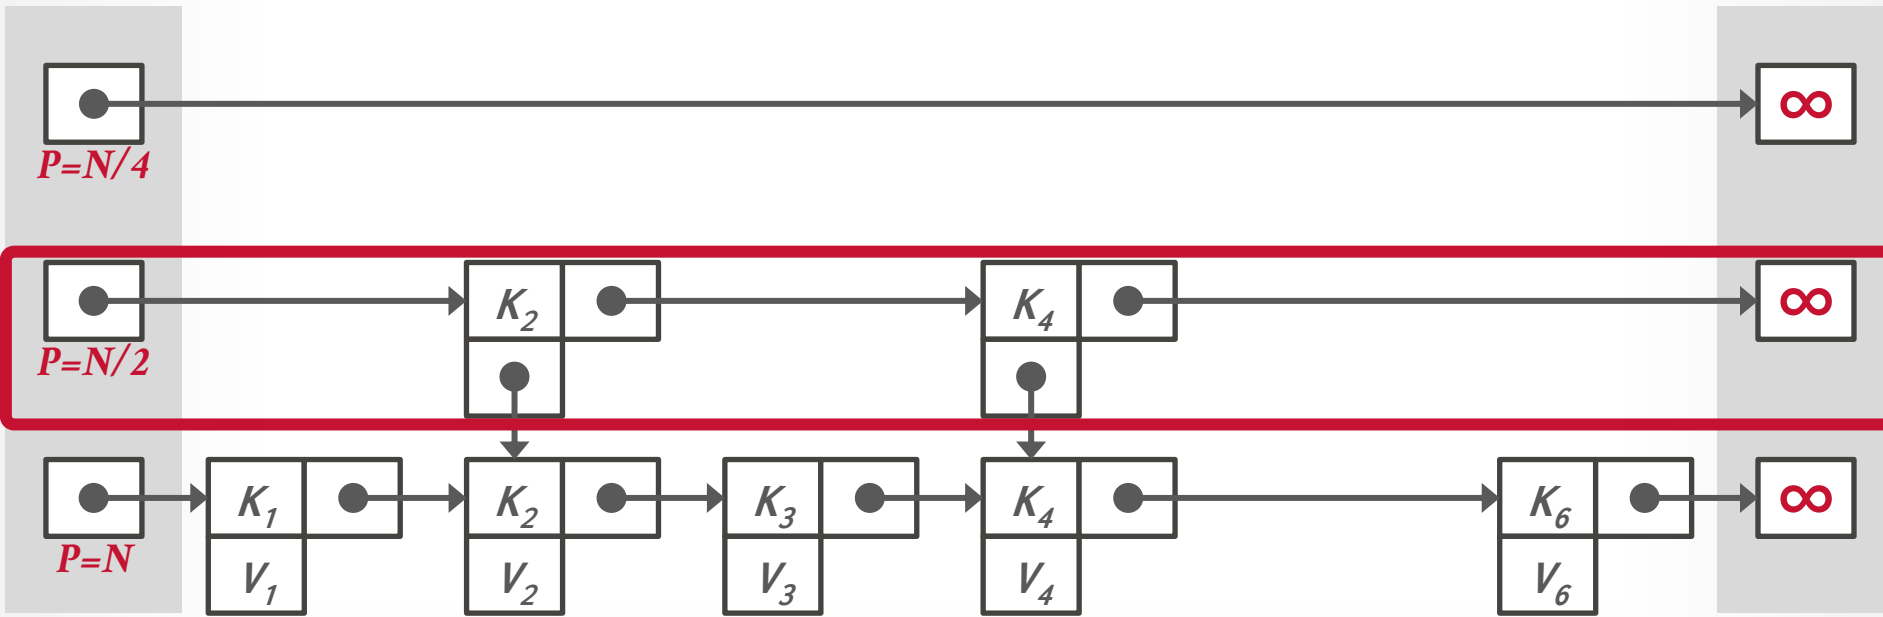 ∞
P=N/4
K2 K4 ∞
P=N/2
K1 K2 K3 K4 K6 ∞
P=N
V1 V2 V3 V4 V6